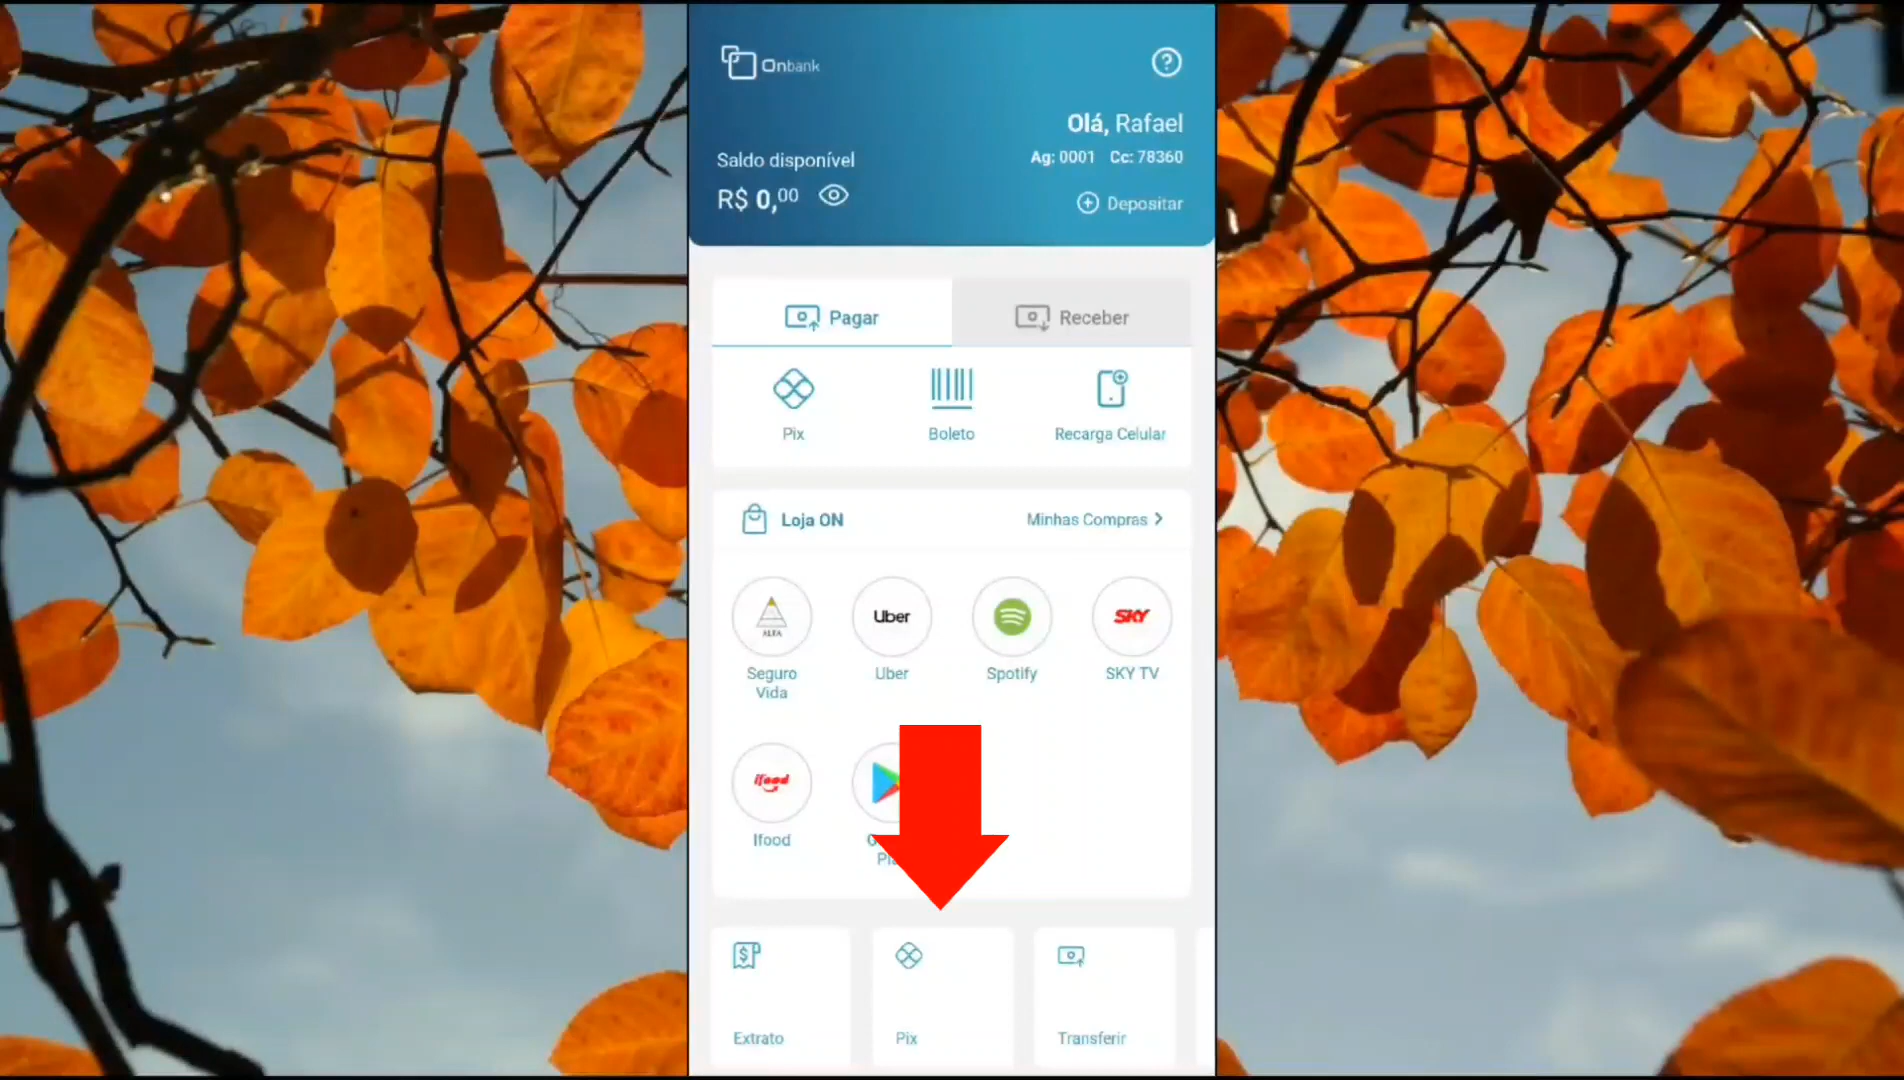 Onbank
Olá, Rafael
Saldo disponível
Ag: 0001 Cc: 78360
R$ 0,00
Depositar
Pagar
Receber
Pix
Boleto
Recarga Celular
Loja ON
Minhas Compras
ALFA
Uber
SKY
Seguro
Vida
Uber
Spotify
SKY TV
ifood
Ifood
Extrato
Pix
Transferir